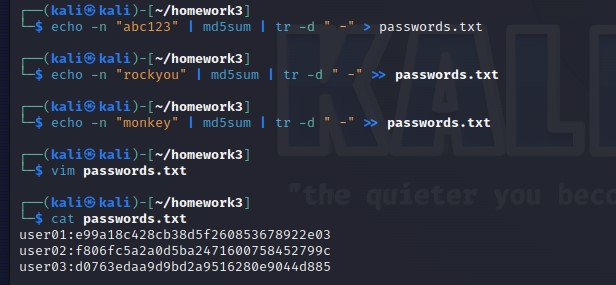 ┌──(kali㉿kali)-[~/homework3]
└─$ echo -n "abc123" | md5sum | tr -d " -" > passwords.txt
┌──(kali㉿kali)-[~/homework3]
└─$ echo -n "rockyou" | md5sum | tr -d " -" >> passwords.txt
┌──(kali㉿kali)-[~/homework3]
└─$ echo -n "monkey" | md5sum | tr -d " -" >> passwords.txt
┌──(kali㉿kali)-[~/homework3]
└─$ vim passwords.txt
┌──(kali㉿kali)-[~/homework3]
└─$ cat passwords.txt
user01:e99a18c428cb38d5f260853678922e03
user02:f806fc5a2a0d5ba2471600758452799c
user03:d0763edaa9d9bd2a9516280e9044d885
KALI
"the quieter you beco